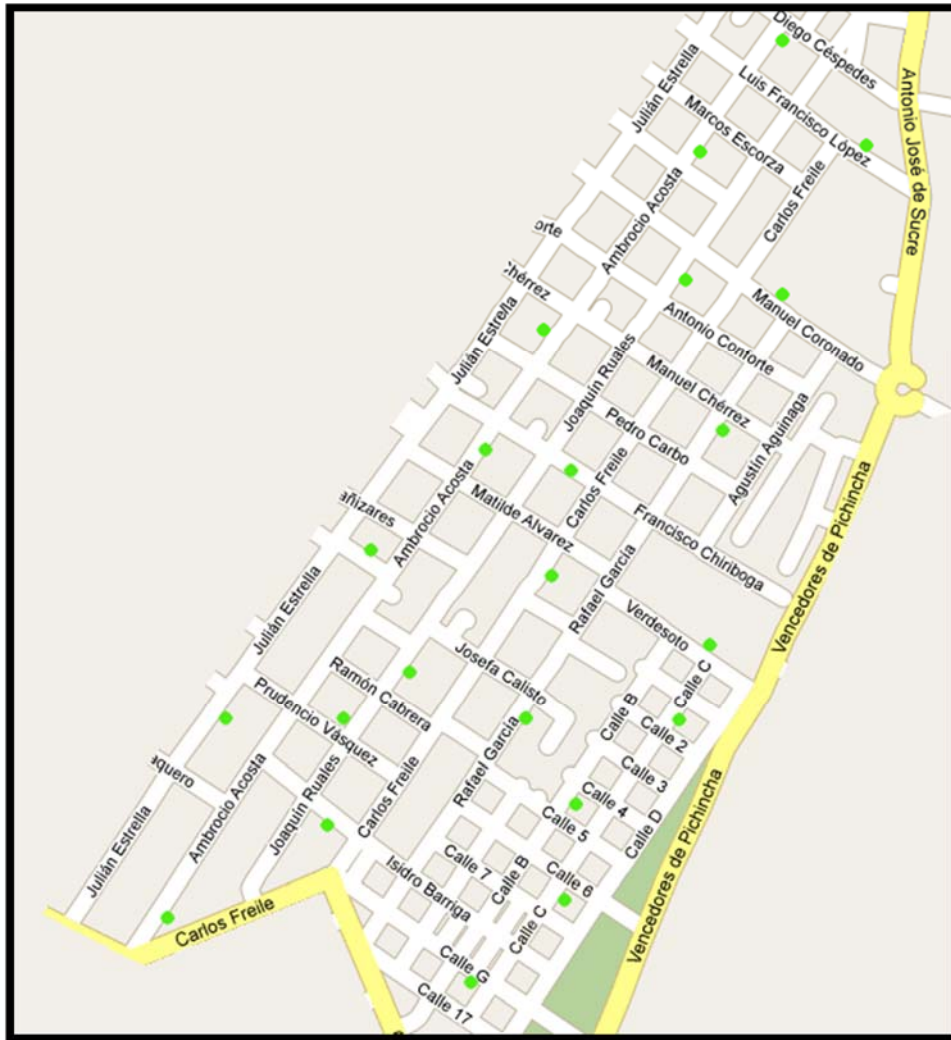 Diego Céspedes
Luis Francisco López
Julián Estrella
Marcos Escorza
Antonio José de Sucre
Carlos Freile
Ambrocio Acosta
orte
Chérrez
Julián Estrella
Manuel Coronado
Antonio Conforte
Joaquín Ruales
Manuel Chérrez
Pedro Carbo
Agustín Aguinaga
Carlos Freile
Ambrocio Acosta
Matilde Alvarez
añizares
Francisco Chiriboga
Vencedores de Pichincha
Rafael García
Julián Estrella
Verdesoto
Josefa Calisto
Ramón Cabrera
Calle C
Prudencio Vásquez
Calle B
Calle 2
Rafael García
aquero
Calle 3
Ambrocio Acosta
Joaquín Ruales
Carlos Freile
Calle 4
Calle 5
Calle D
Julián Estrella
Vencedores de Pichincha
Calle 7
Isidro Barriga
Calle B
Calle 6
Carlos Freile
Calle C
Calle G
Calle 17